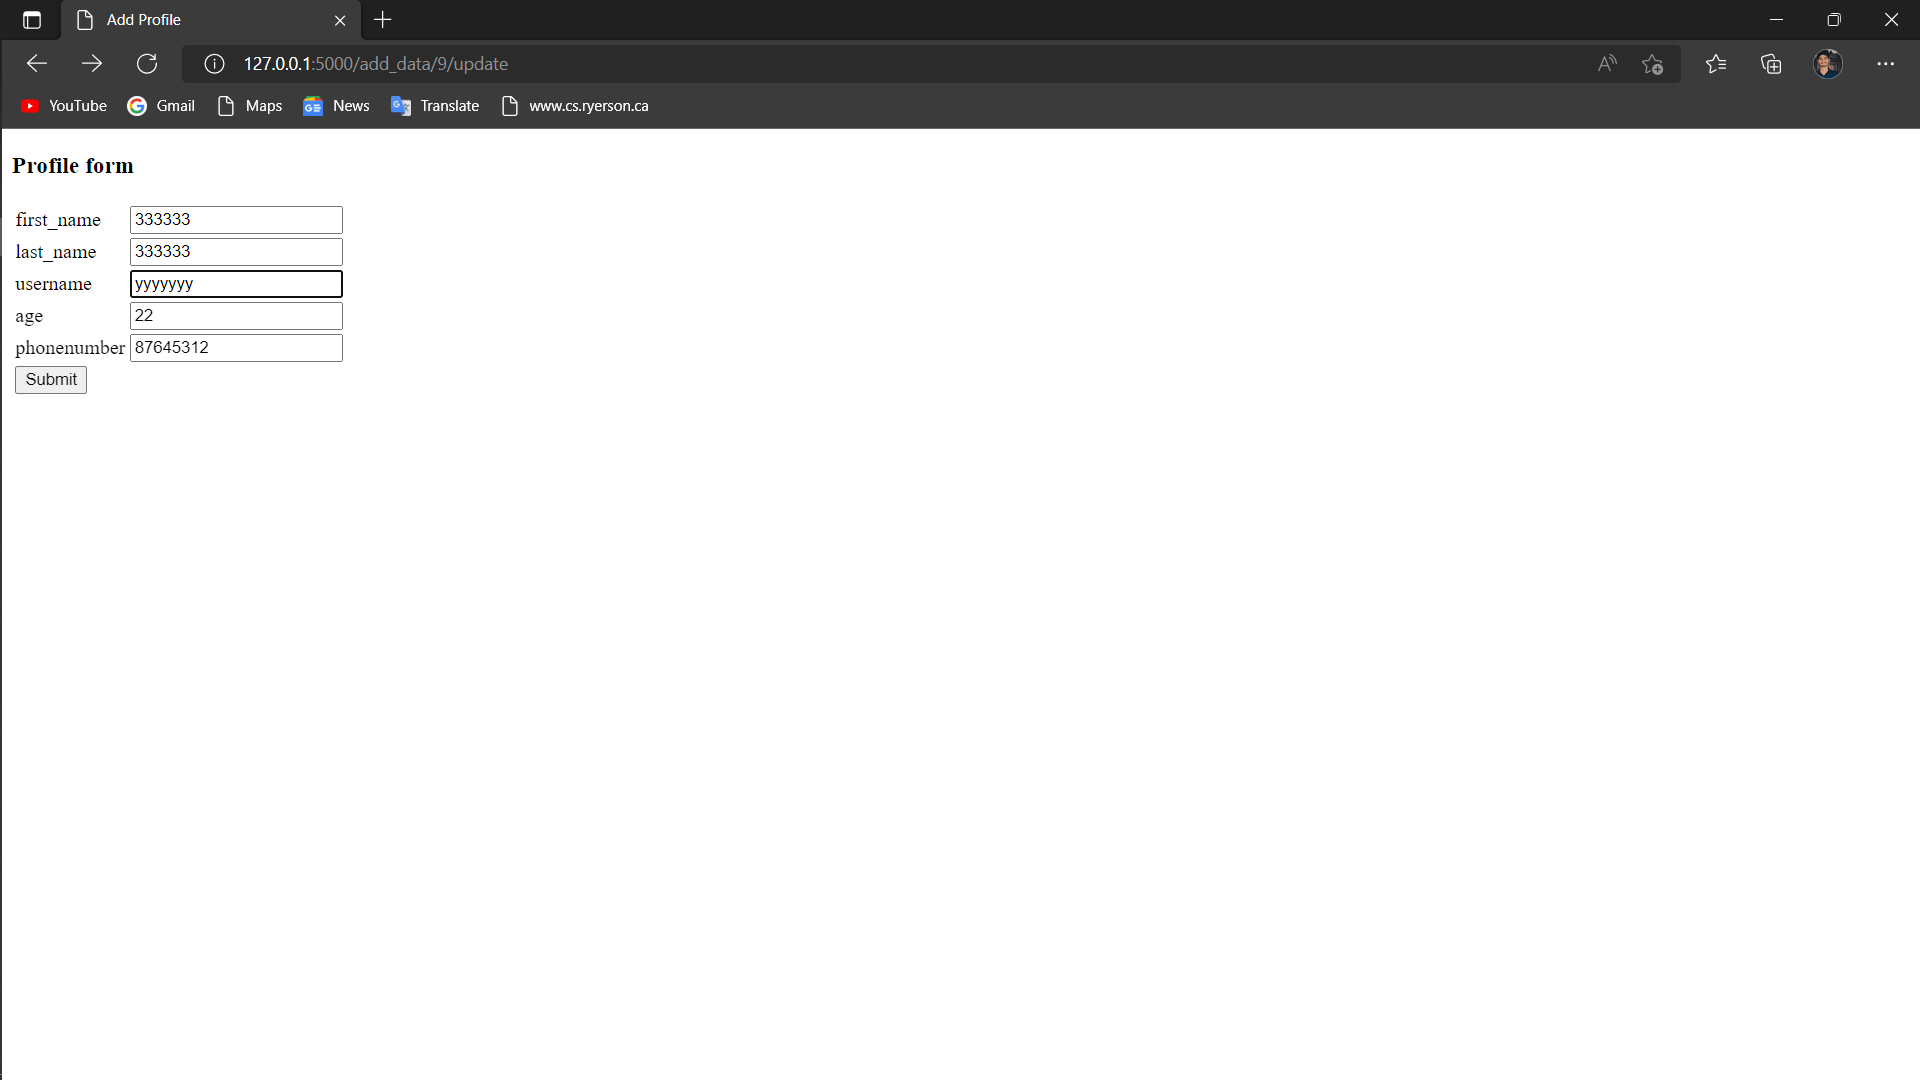 Add Profile
127.0.0.1:5000/add_data/9/update
YouTube Gmail Maps News Translate www.cs.ryerson.ca
Profile form
first_name 333333
last_name 333333
username yyyyyyy
age 22
phonenumber 87645312
Submit